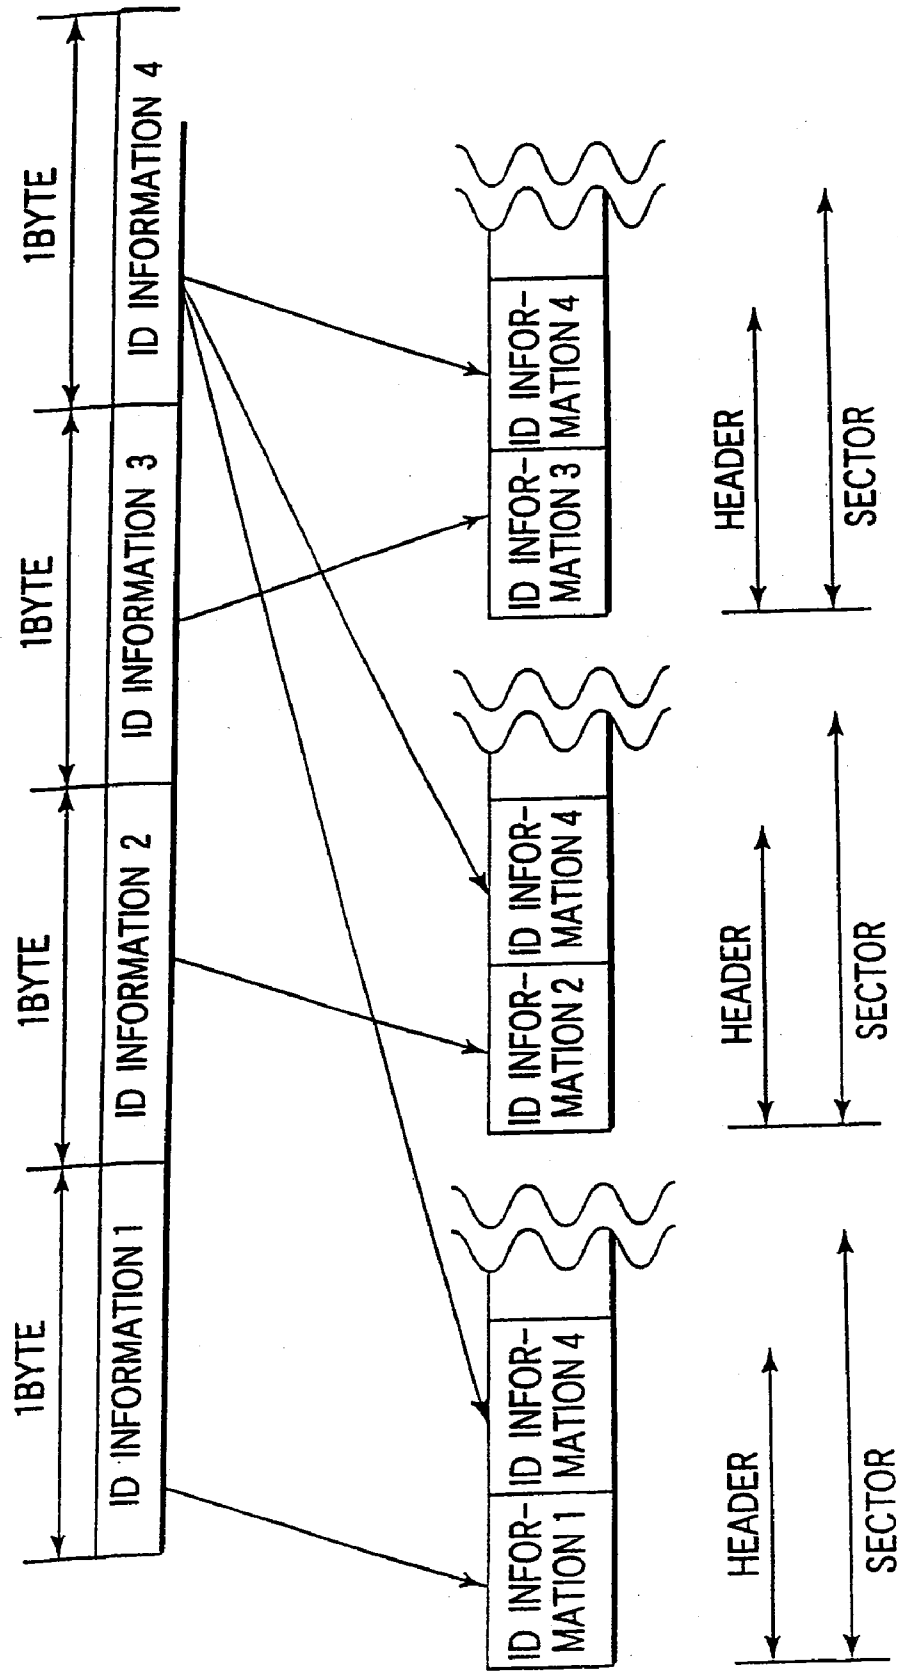 1BYTE
1BYTE
1BYTE
1BYTE
ID INFORMATION 1
ID INFORMATION 2
ID INFORMATION 3
ID INFORMATION 4
ID INFOR-
MATION 1
ID INFOR-
MATION 4
ID INFOR-
MATION 2
ID INFOR-
MATION 4
ID INFOR-
MATION 3
ID INFOR-
MATION 4
HEADER
HEADER
HEADER
SECTOR
SECTOR
SECTOR